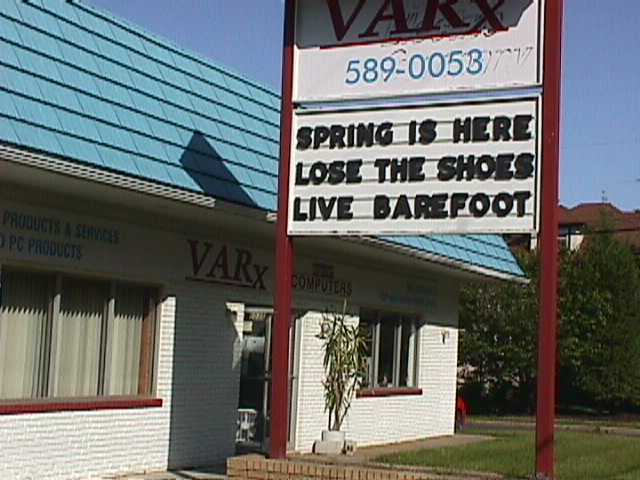 VARx
589-0053
SPRING IS HERE
LOSE THE SHOES
LIVE BAREFOOT
PRODUCTS & SERVICES
PC PRODUCTS
VARx
COMPUTERS